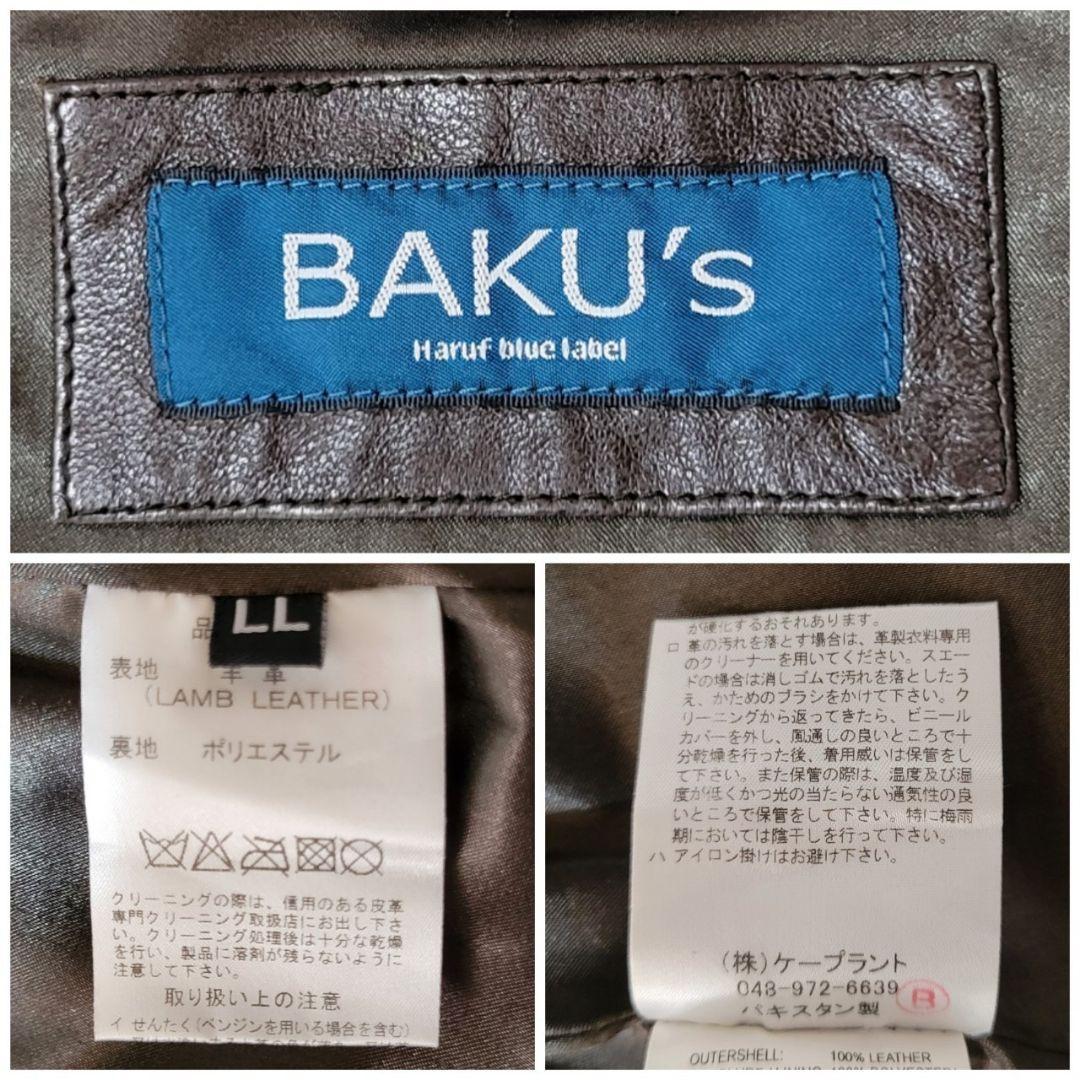 BAKU's
Haruf blue label
LL
品
表地 羊 革
(LAMB LEATHER)
裏地 ポリエステル
クリーニングの際は、信用のある皮革
専門クリーニング取扱店にお出し下さ
い。クリーニング処理後は十分な乾燥
を行い、製品に溶剤が残らないように
注意して下さい。
取り扱い上の注意
イ せんたく(ベンジンを用いる場合を含む)
が硬化するおそれあります。
ロ 革の汚れを落とす場合は、革製衣料専用
のクリーナーを用いてください。スエー
ドの場合は消しゴムで汚れを落としたう
え、かためのブラシをかけて下さい。ク
リーニングから返ってきたら、ビニール
カバーを外し、風通しの良いところで十
分乾燥を行った後、着用或いは保管をし
て下さい。また保管の際は、温度及び湿
度が低くかつ光の当たらない通気性の良
いところで保管をして下さい。特に梅雨
期においては陰干しを行って下さい。
ハ アイロン掛けはお避け下さい。
(株)ケープラント
048-972-6639
R
パキスタン製
OUTERSHELL: 100% LEATHER